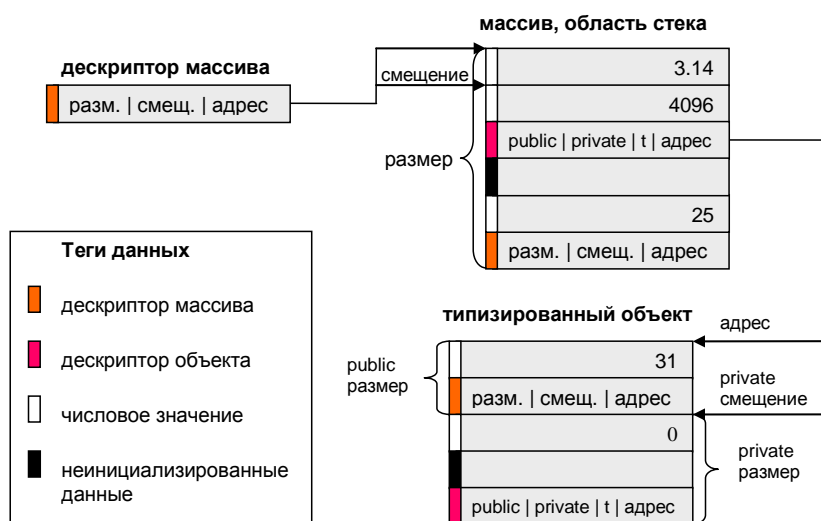 массив, область стека
дескриптор массива
разм. | смещ. | адрес
смещение
размер
3.14
4096
public | private | t | адрес
25
разм. | смещ. | адрес
Теги данных
дескриптор массива
дескриптор объекта
числовое значение
неинициализированные
данные
типизированный объект
public
размер
31
разм. | смещ. | адрес
0
public | private | t | адрес
адрес
private
смещение
private
размер